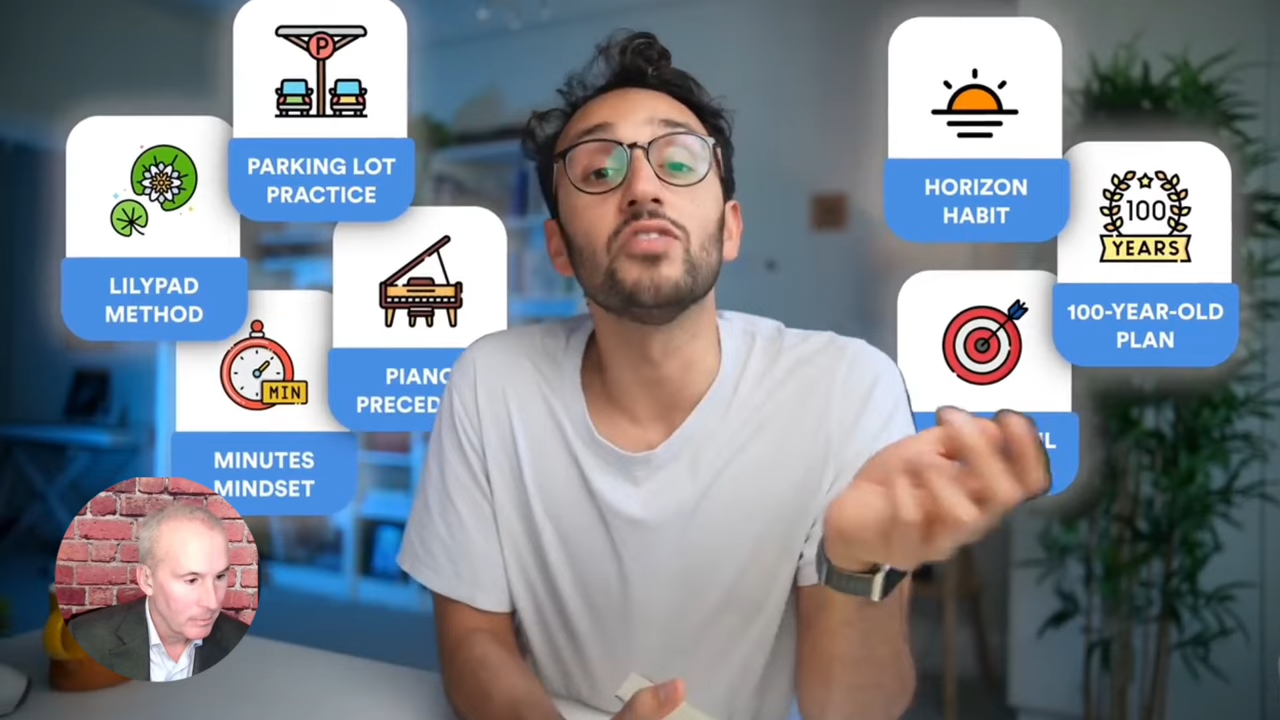 P
PARKING LOT
PRACTICE
LILYPAD
METHOD
MIN
MINUTES
MINDSET
HORIZON
HABIT
100
YEARS
100-YEAR-OLD
PLAN